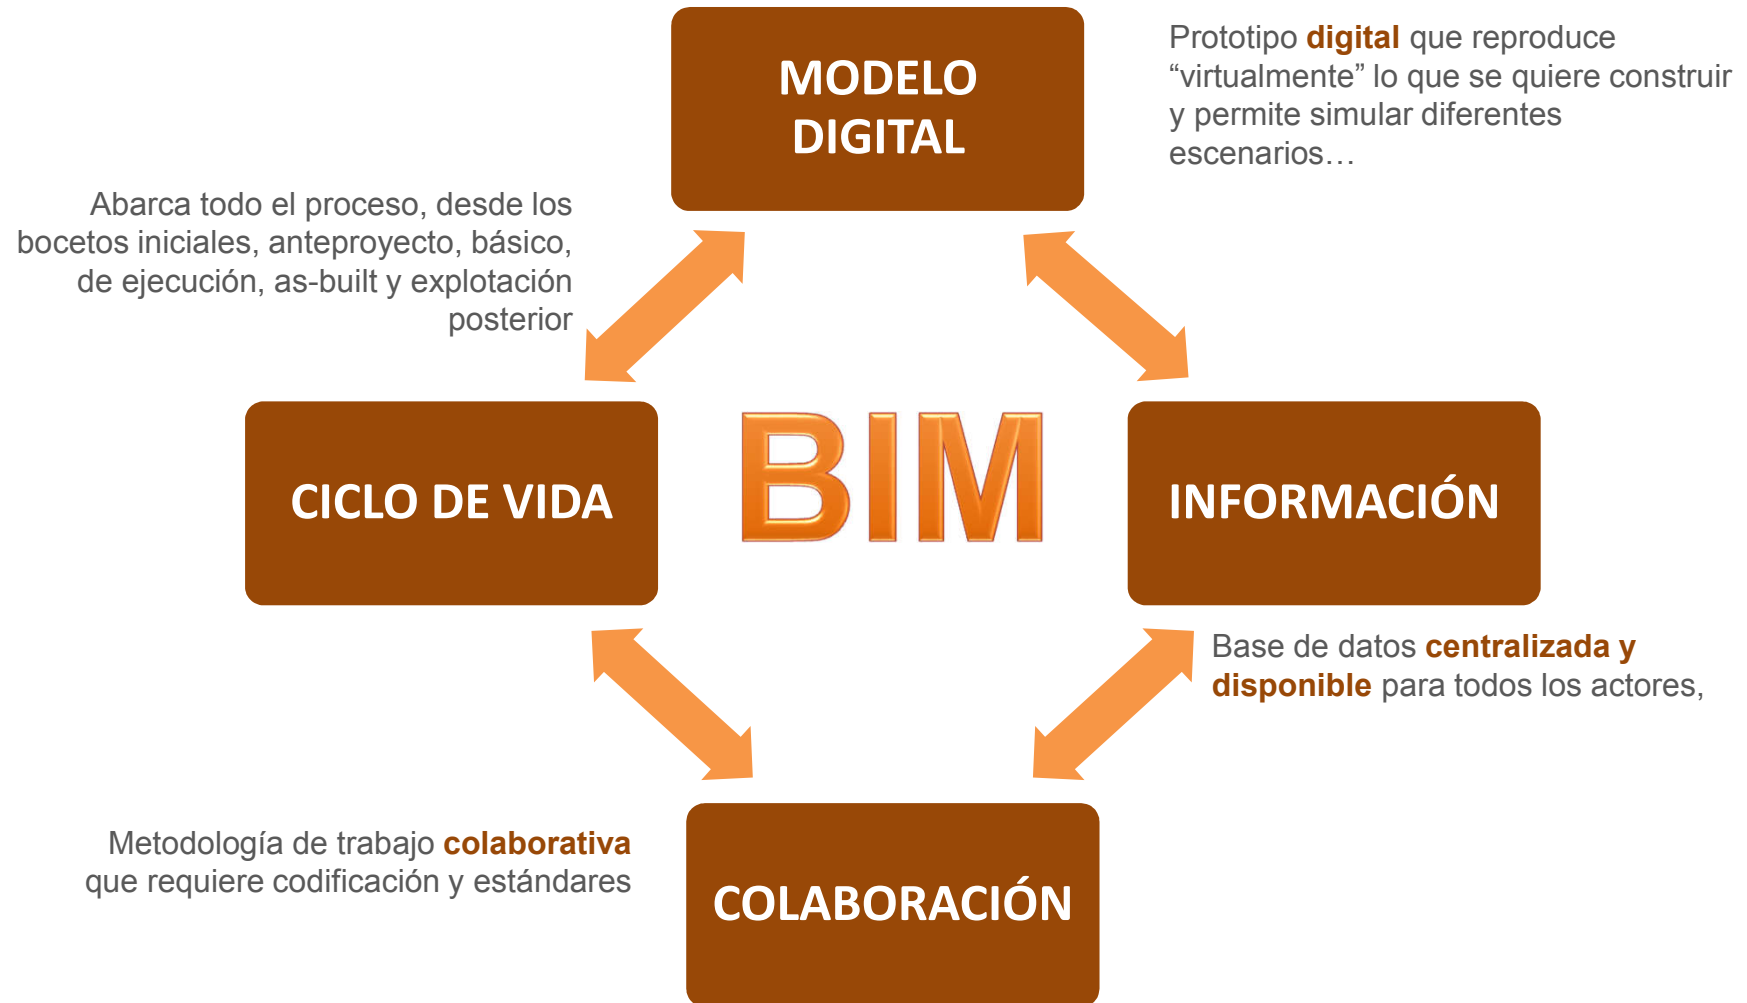 MODELO
DIGITAL
Prototipo digital que reproduce
“virtualmente” lo que se quiere construir
y permite simular diferentes
escenarios…
Abarca todo el proceso, desde los
bocetos iniciales, anteproyecto, básico,
de ejecución, as-built y explotación
posterior
CICLO DE VIDA
BIM
INFORMACIÓN
Base de datos centralizada y
disponible para todos los actores,
Metodología de trabajo colaborativa
que requiere codificación y estándares
COLABORACIÓN